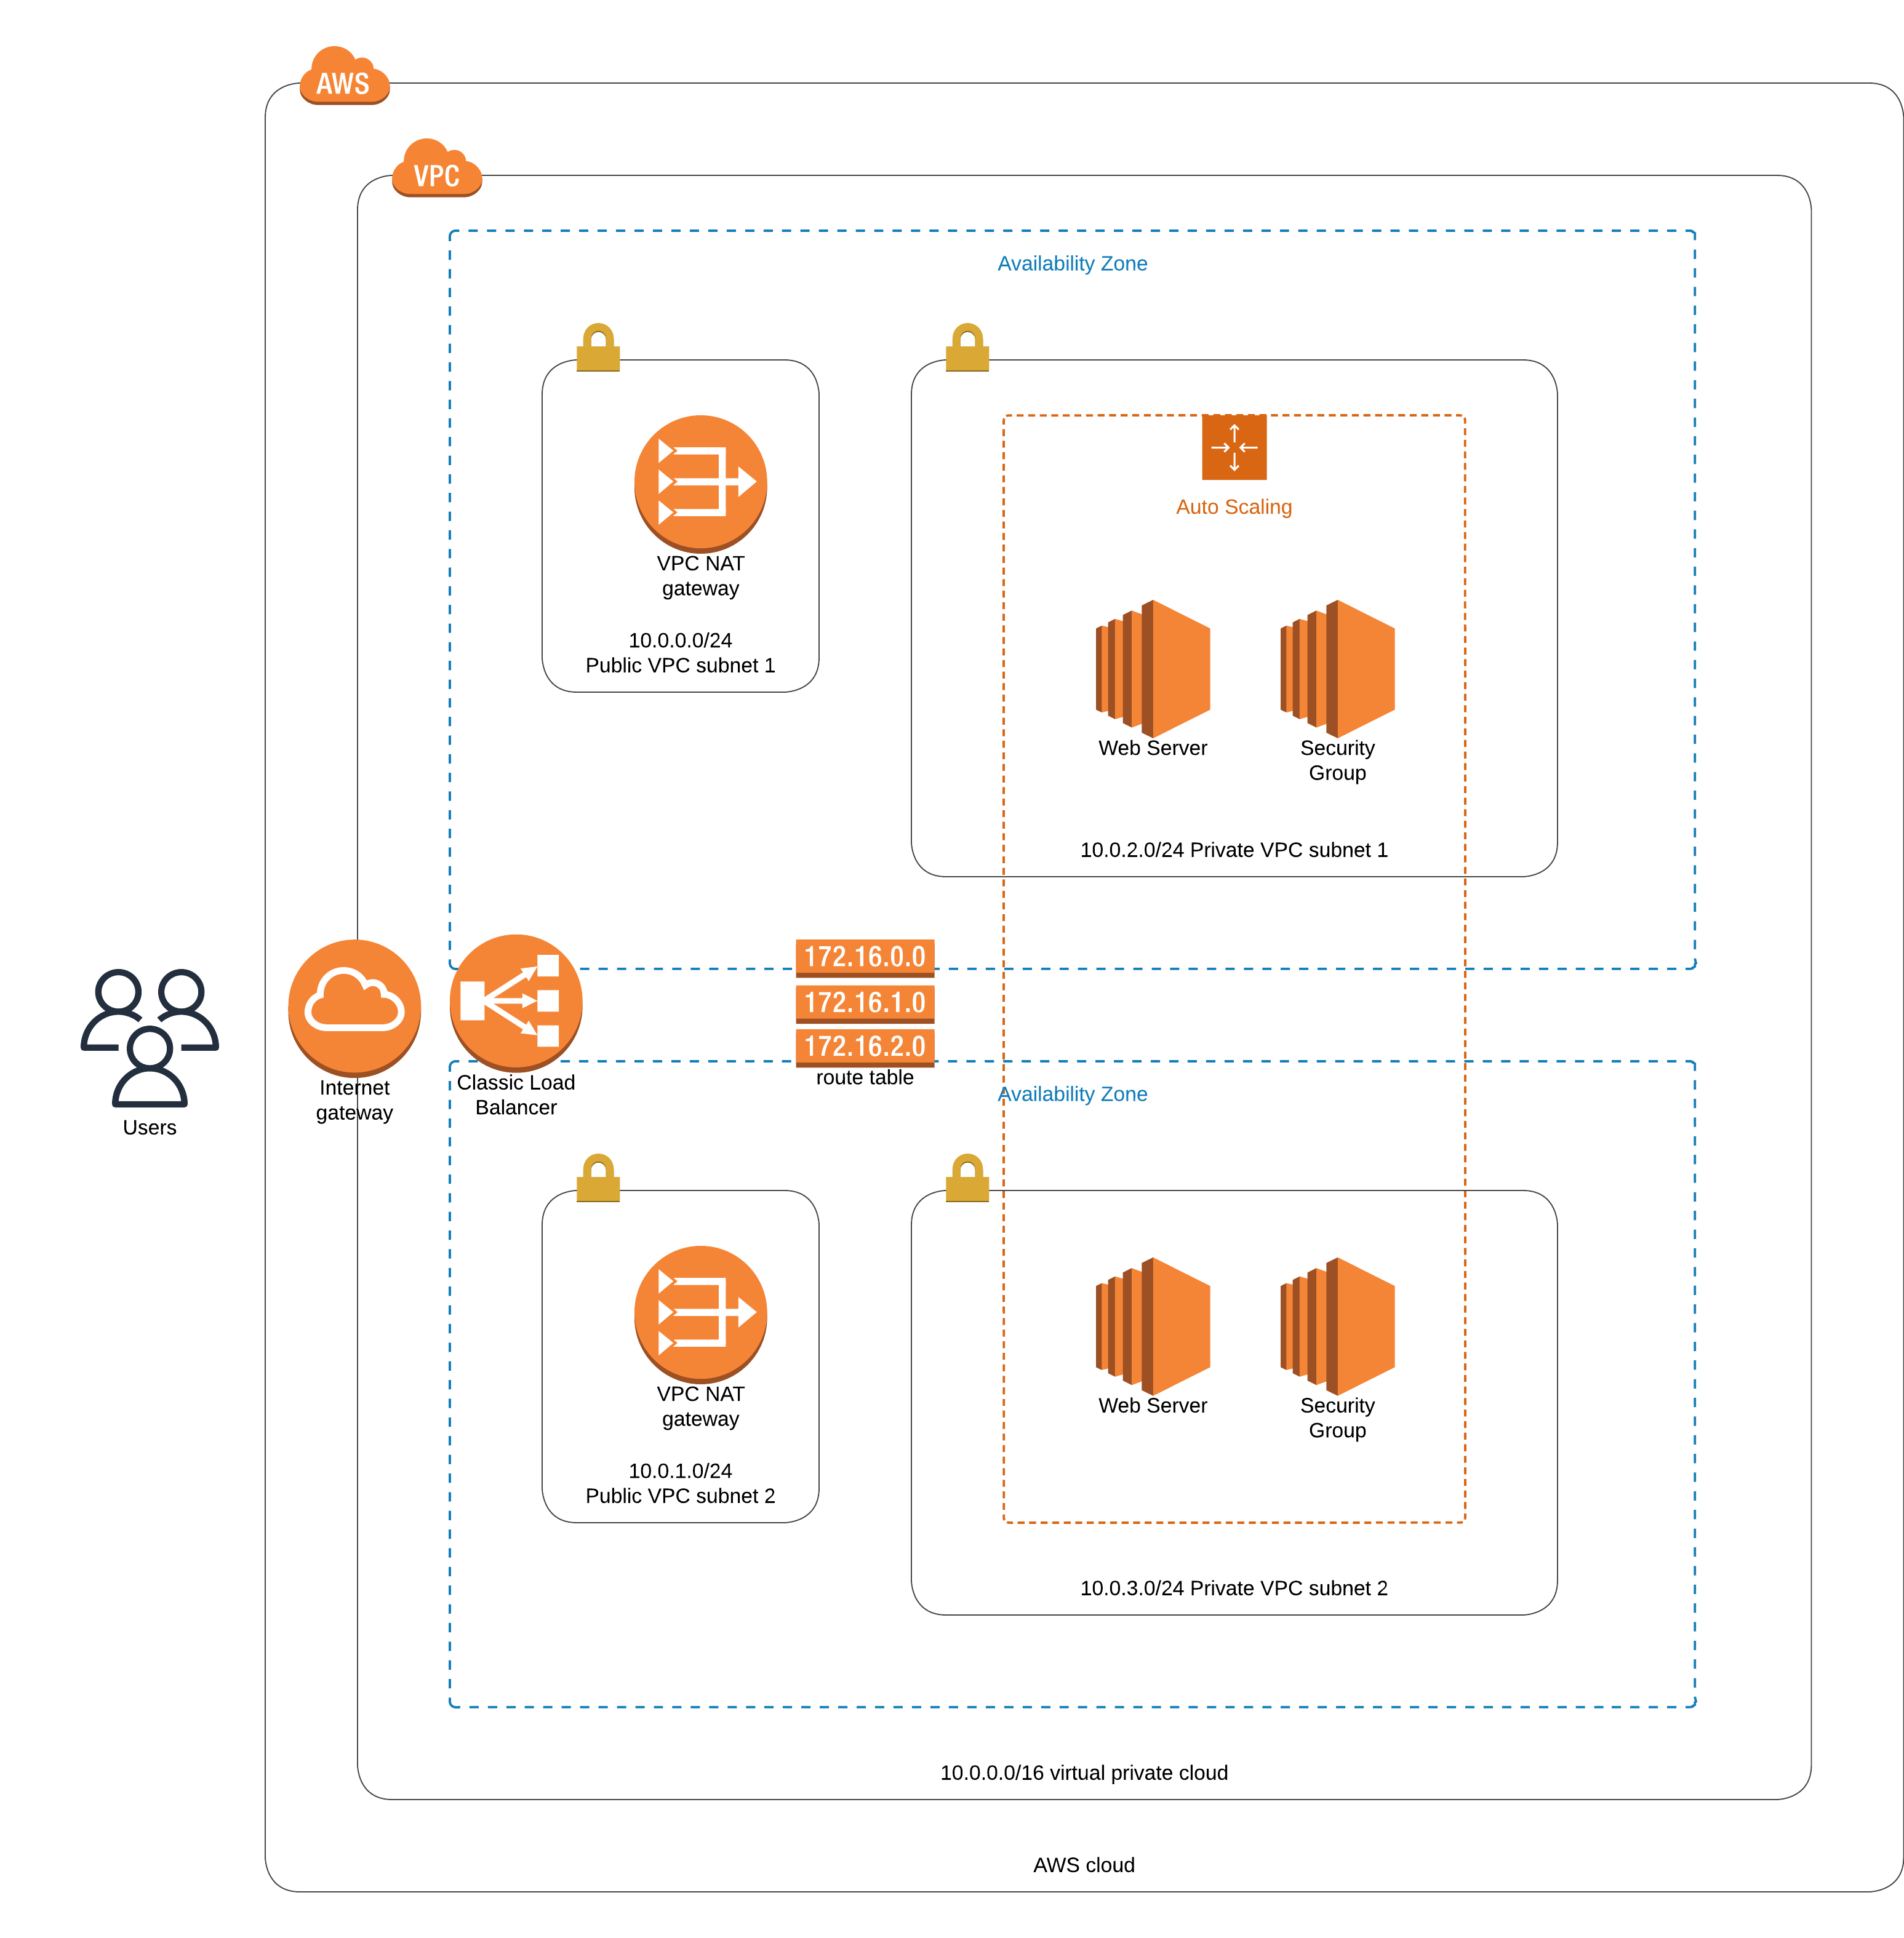 AWS
VPC
Availability Zone
VPC NAT
gateway
10.0.0.0/24
Public VPC subnet 1
Auto Scaling
Web Server
Security
Group
10.0.2.0/24 Private VPC subnet 1
Users
Internet
gateway
Classic Load
Balancer
172.16.0.0
172.16.1.0
172.16.2.0
route table
Availability Zone
VPC NAT
gateway
10.0.1.0/24
Public VPC subnet 2
Web Server
Security
Group
10.0.3.0/24 Private VPC subnet 2
10.0.0.0/16 virtual private cloud
AWS cloud